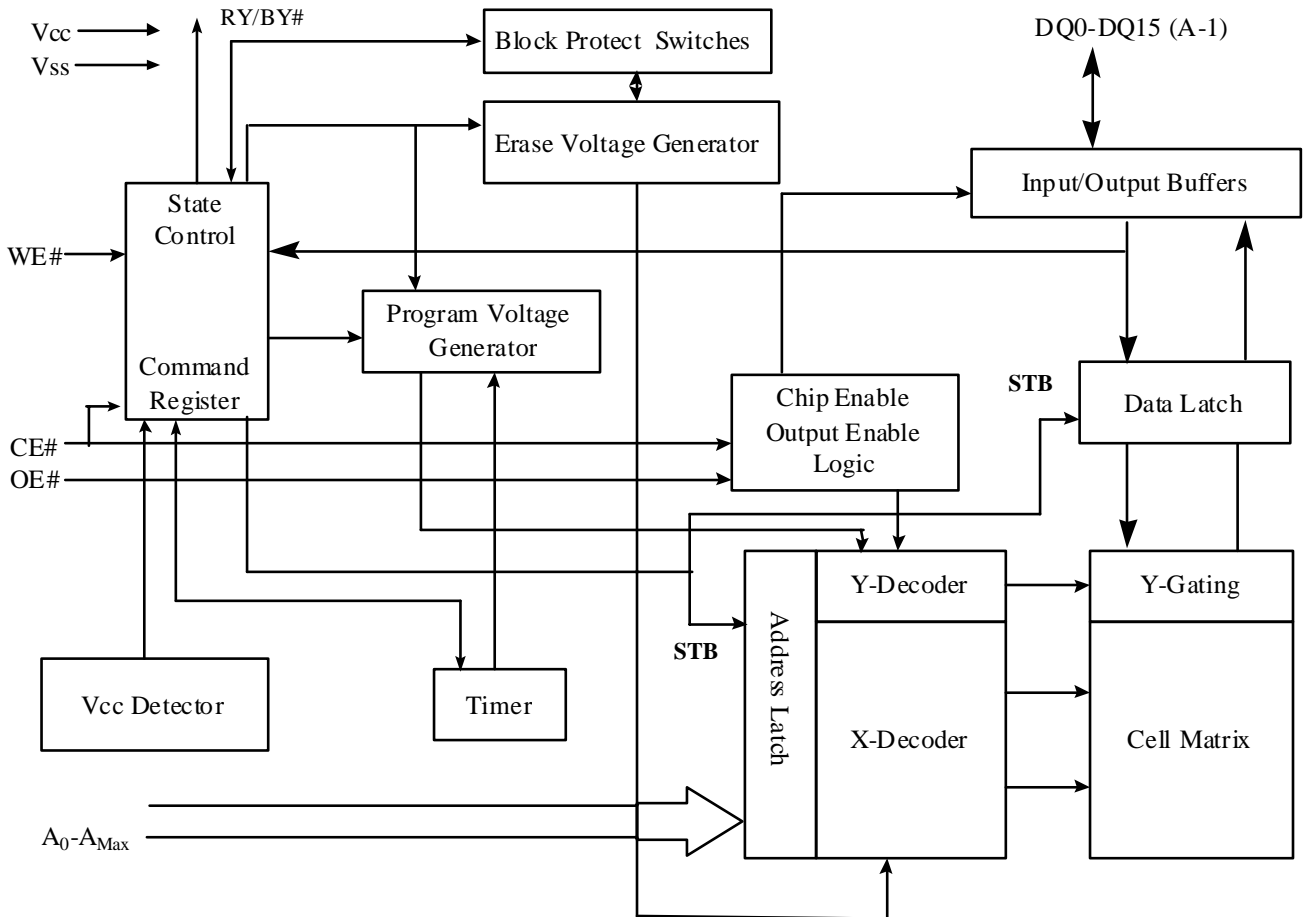 Vcc
Vss
RY/BY#
Block Protect Switches
DQ0-DQ15 (A-1)
Erase Voltage Generator
Input/Output Buffers
State
Control
WE#
Program Voltage
Generator
Command
Register
STB
Chip Enable
Output Enable
Logic
Data Latch
CE#
OE#
Address Latch
Y-Decoder
Y-Gating
STB
Vcc Detector
Timer
X-Decoder
Cell Matrix
A0-AMax